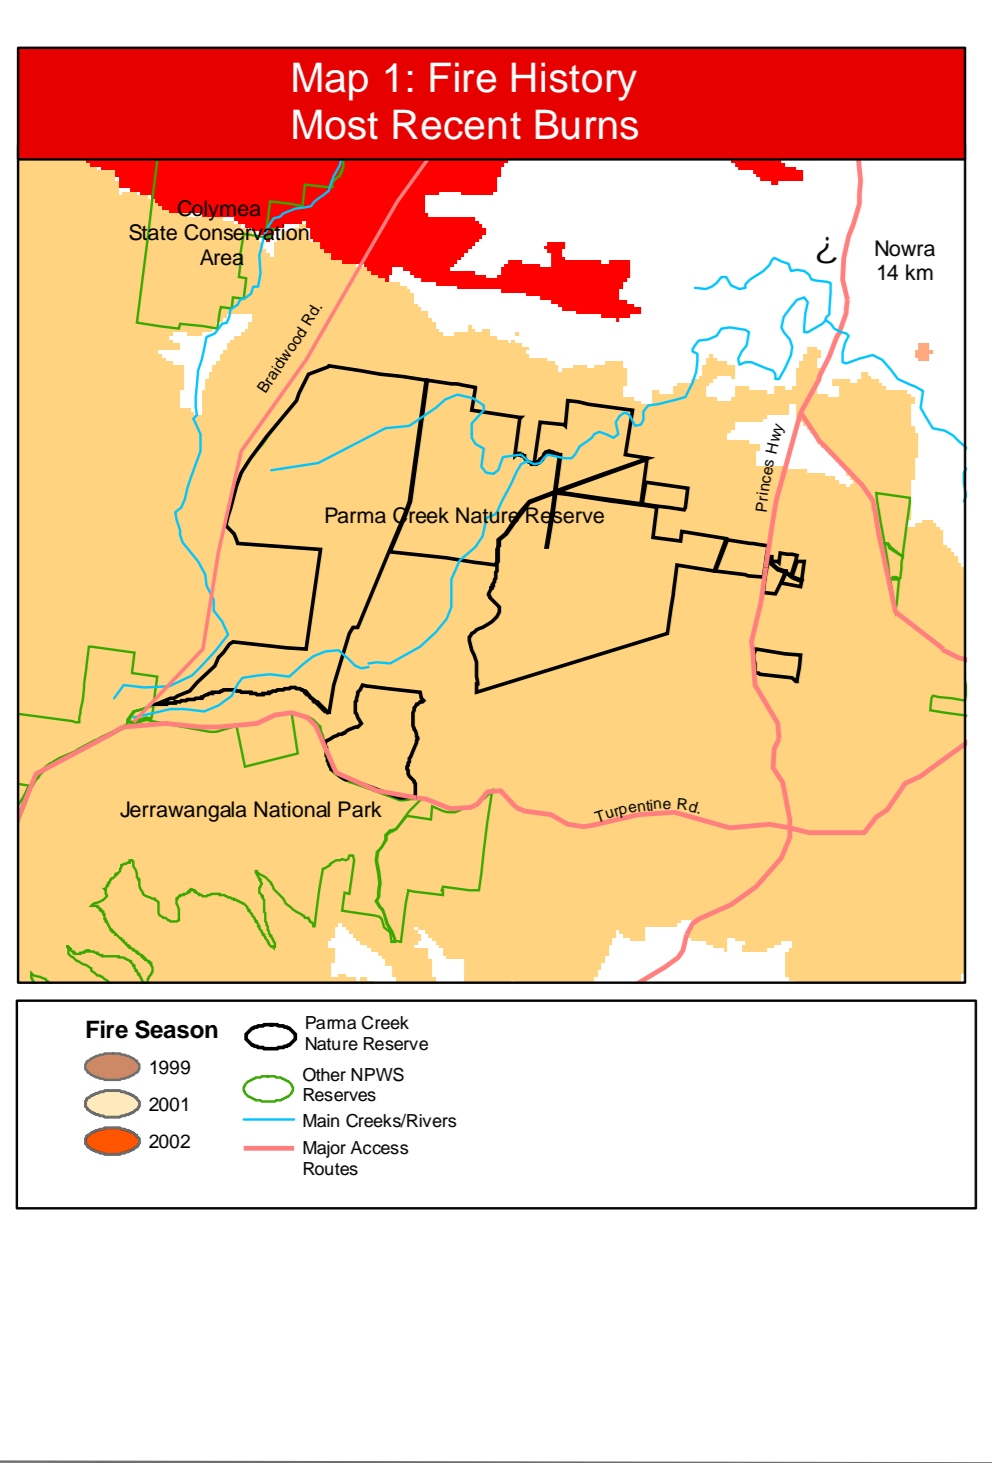 Map 1: Fire History
Most Recent Burns
Colymea
State Conservation
Area
¿
Nowra
14 km
Braidwood Rd.
Princes Hwy
Parma Creek Nature Reserve
Jerrawangala National Park
Turpentine Rd.
Fire Season
1999
2001
2002
Parma Creek
Nature Reserve
Other NPWS
Reserves
Main Creeks/Rivers
Major Access
Routes